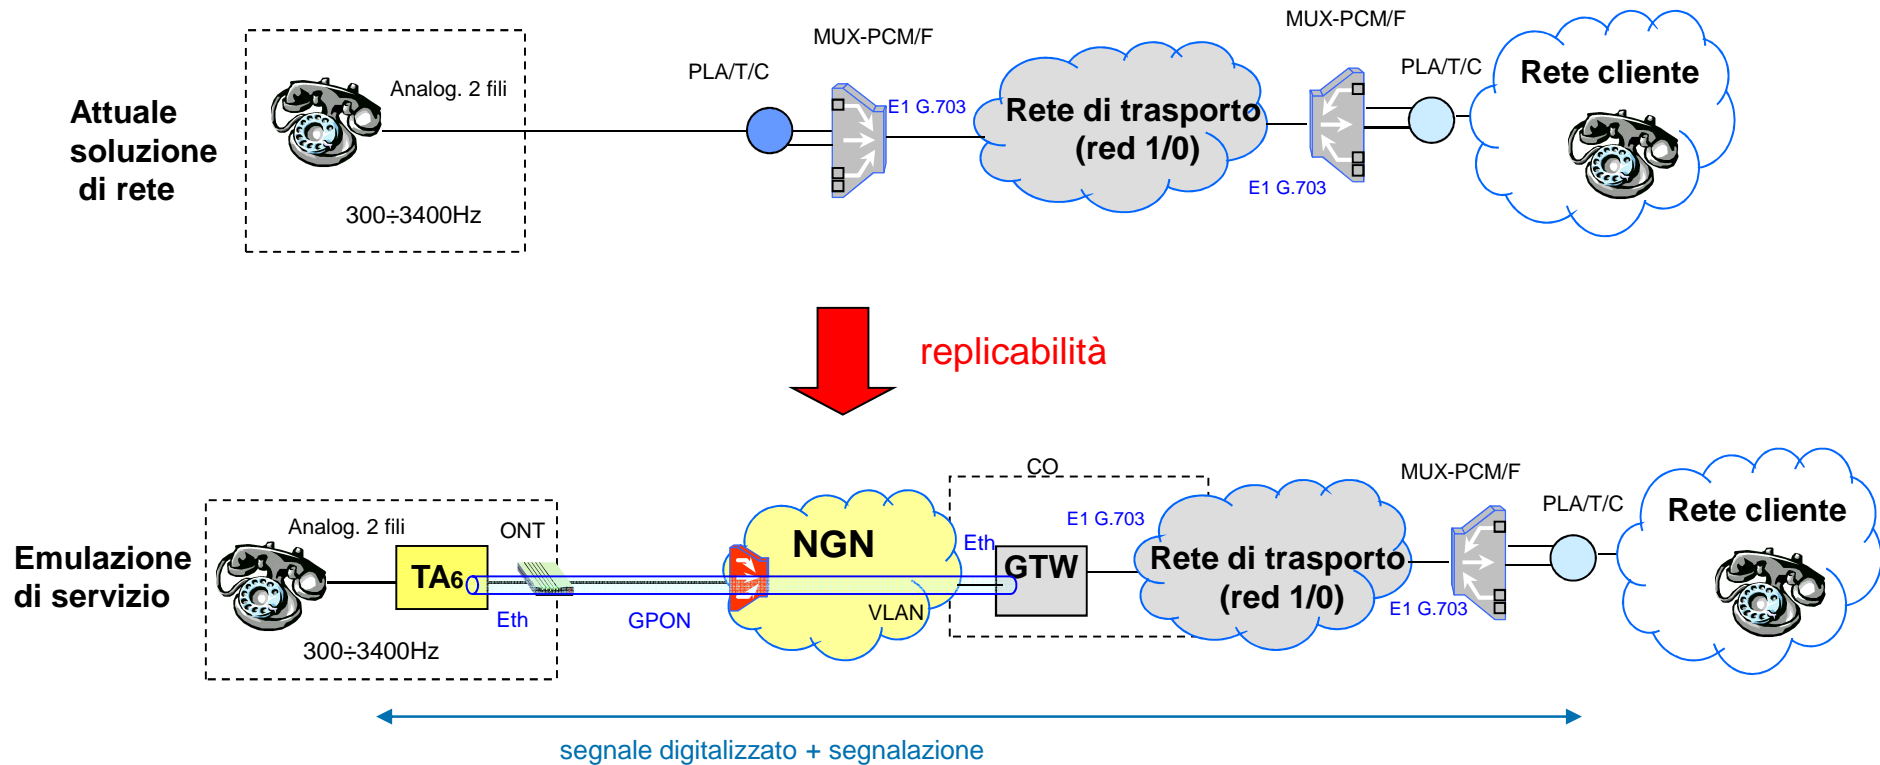 MUX-PCM/F
MUX-PCM/F
PLA/T/C
PLA/T/C
Rete cliente
Analog. 2 fili
E1 G.703
Attuale
soluzione
di rete
Rete di trasporto
(red 1/0)
E1 G.703
300÷3400Hz
replicabilità
CO
MUX-PCM/F
Analog. 2 fili
ONT
E1 G.703
PLA/T/C
Rete cliente
NGN
Eth
Emulazione
di servizio
TA6
GTW
Rete di trasporto
(red 1/0)
E1 G.703
Eth
GPON
VLAN
300÷3400Hz
segnale digitalizzato + segnalazione